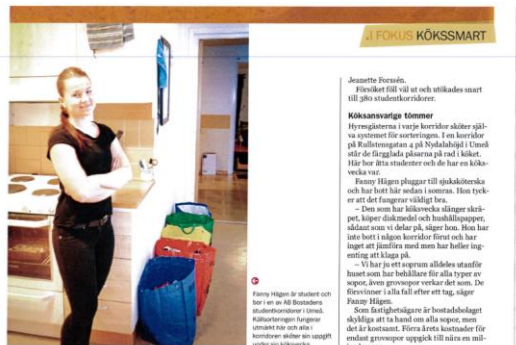 .I FOKUS KÖKSSMART
Jeanette Forssén.
Försöket föll väl ut och utökades snart
till 380 studentkorridorer.
Köksansvarige tömmer
Hyresgästerna i varje korridor sköter själ-
va systemet för sorteringen. I en korridor
på Rullstensgatan 4 på Nydalahöjd i Umeå
står de färgglada påsarna på rad i köket.
Här bor åtta studenter och de har en köks-
vecka var.
Fanny Hägen pluggar till sjuksköterska
och har bott här sedan i somras. Hon tyck-
er att det fungerar väldigt bra.
– Den som har köksvecka slänger skrä-
pet, köper diskmedel och hushållspapper,
sådant som vi delar på, säger hon. Hon har
inte bott i någon korridor förut och har
inget att jämföra med men har heller ing-
enting att klaga på.
– Vi har ju ett soprum alldeles utanför
huset som har behållare för alla typer av
sopor, även grovsopor verkar det som. De
försvinner i alla fall efter ett tag, säger
Fanny Hägen.
Som fastighetsägare är bostadsbolaget
skyldiga att ta hand om alla sopor, men
det är kostsamt. Förra årets kostnader för
endast grovsopor uppgick till nära en mil-
Fanny Hägen är student och
bor i en av AB Bostadens
studentkorridorer i Umeå.
Källsorteringen fungerar
utmärkt här och alla i
korridoren sköter sin uppgift
under sin köksvecka.